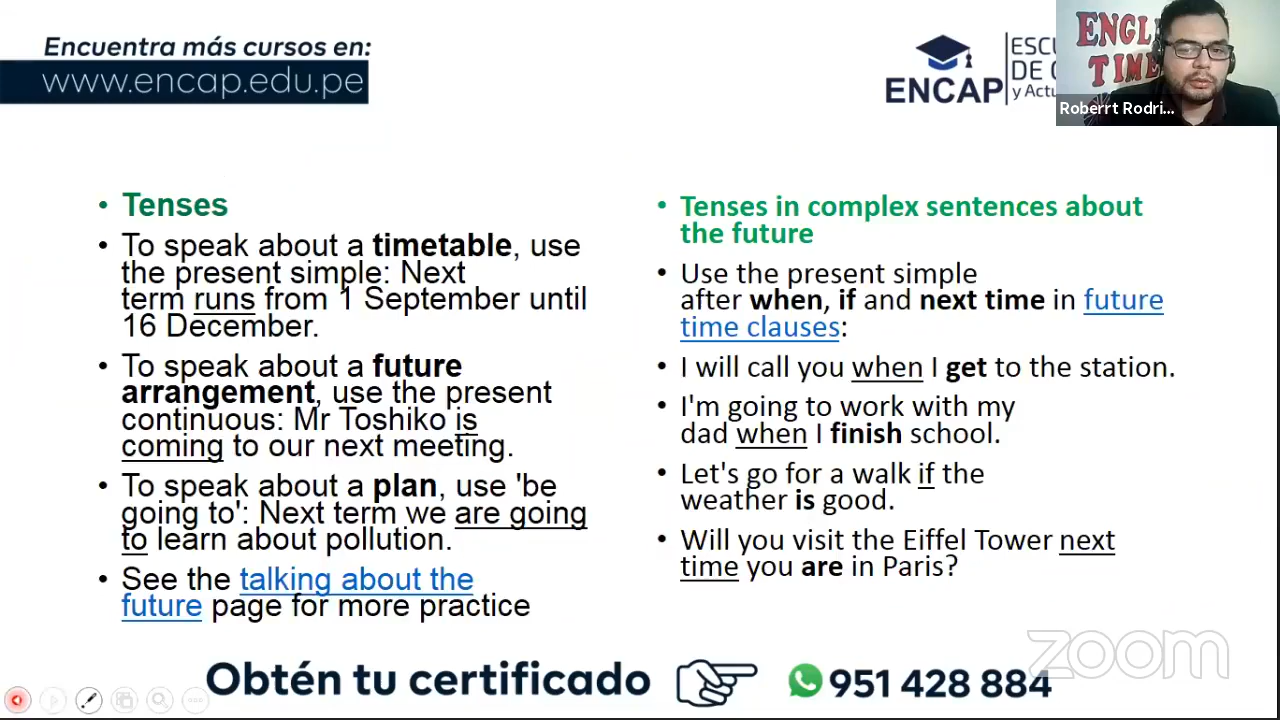 Encuentra más cursos en:
www.encap.edu.pe
ENCAP
y Actu
ENGL
TIME
Roberrt Rodri...
• Tenses
• To speak about a timetable, use
the present simple: Next
term runs from 1 September until
16 December.
• To speak about a future
arrangement, use the present
continuous: Mr Toshiko is
coming to our next meeting.
• To speak about a plan, use 'be
going to': Next term we are going
to learn about pollution.
• See the talking about the
future page for more practice
• Tenses in complex sentences about
the future
• Use the present simple
after when, if and next time in future
time clauses:
• I will call you when I get to the station.
• I'm going to work with my
dad when I finish school.
• Let's go for a walk if the
weather is good.
• Will you visit the Eiffel Tower next
time you are in Paris?
zoom
Obtén tu certificado
951 428 884